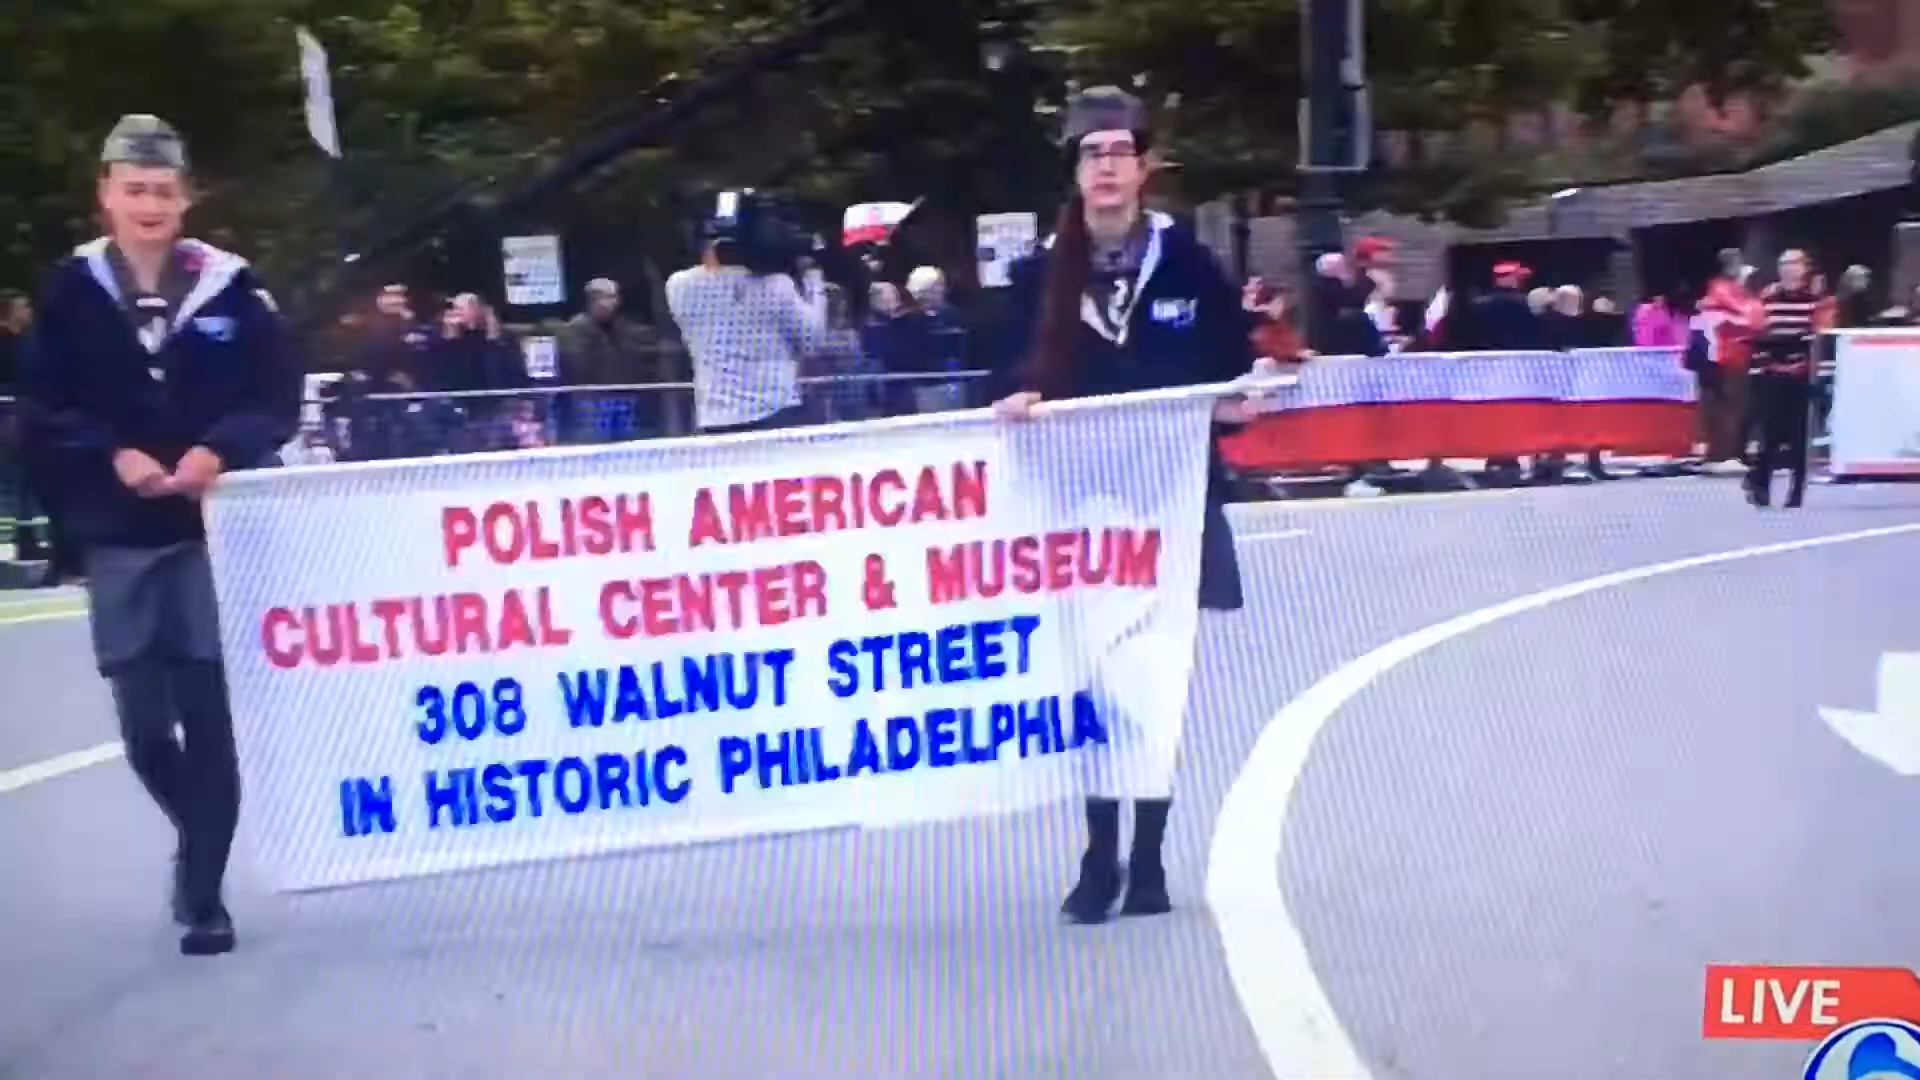 POLISH AMERICAN
CULTURAL CENTER & MUSEUM
308 WALNUT STREET
IN HISTORIC PHILADELPHIA
LIVE